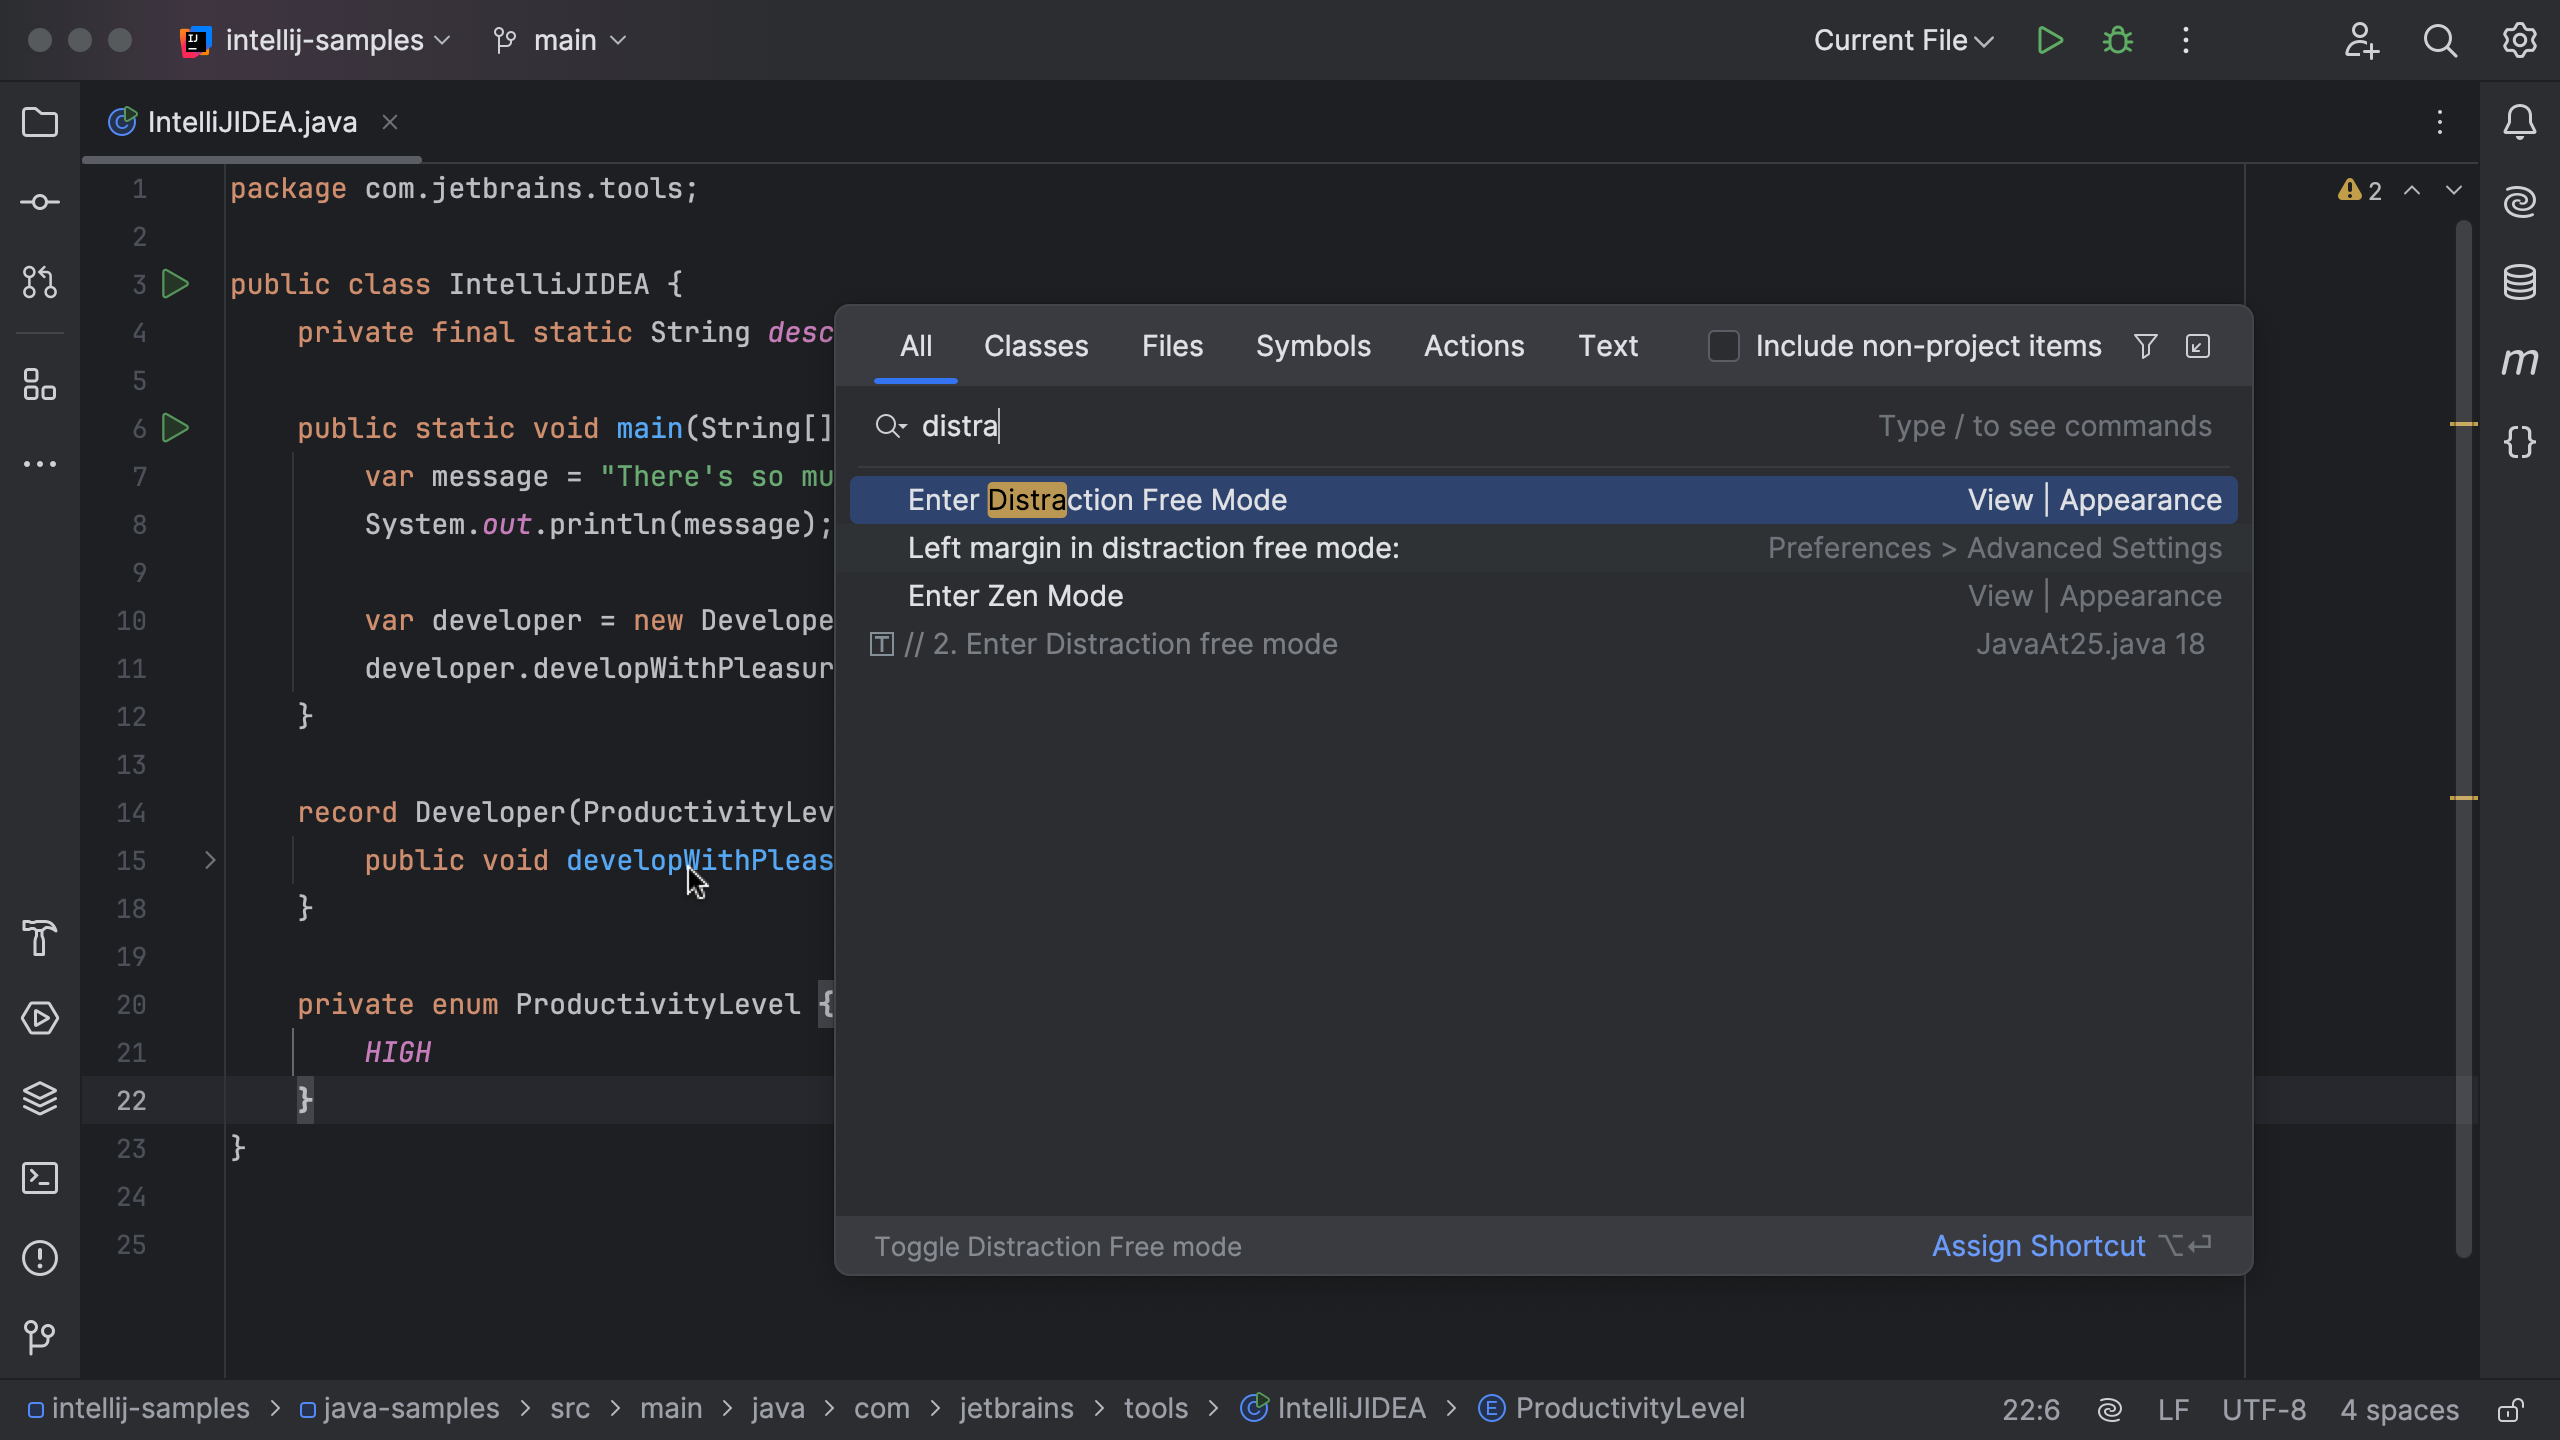 intellij-samples
main
Current File
IntelliJIDEA.java
2
1 package com.jetbrains.tools;
2
3 public class IntelliJIDEA {
4 private final static String desc
5
6 public static void main(String[]
7 var message = "There's so mu
8 System.out.println(message);
9
10 var developer = new Develope
11 developer.developWithPleasur
12 }
13
14 record Developer(ProductivityLev
15 public void developWithPleas
18 }
19
20 private enum ProductivityLevel {
21 HIGH
22 }
23 }
24
25
All Classes Files Symbols Actions Text Include non-project items
distra Type / to see commands
Enter Distraction Free Mode View | Appearance
Left margin in distraction free mode: Preferences > Advanced Settings
Enter Zen Mode View | Appearance
// 2. Enter Distraction free mode JavaAt25.java 18
Toggle Distraction Free mode Assign Shortcut ⌥↵
m
{}
intellij-samples > java-samples > src > main > java > com > jetbrains > tools > IntelliJIDEA > ProductivityLevel 22:6 LF UTF-8 4 spaces